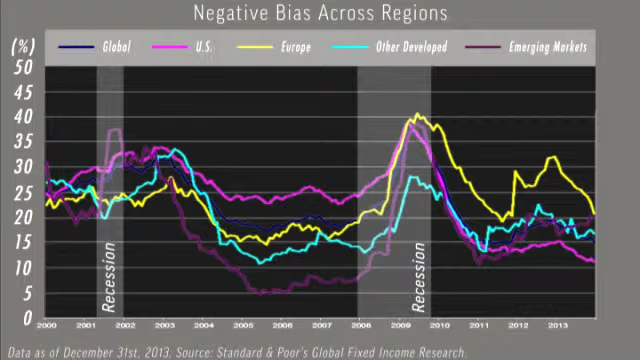 Negative Bias Across Regions
(%)
Global U.S. Europe Other Developed Emerging Markets
50
45
40
35
30
25
20
15
10
5
0
Recession Recession
2000 2001 2002 2003 2004 2005 2006 2007 2008 2009 2010 2011 2012 2013
Data as of December 31st, 2013. Source: Standard & Poor's Global Fixed Income Research.